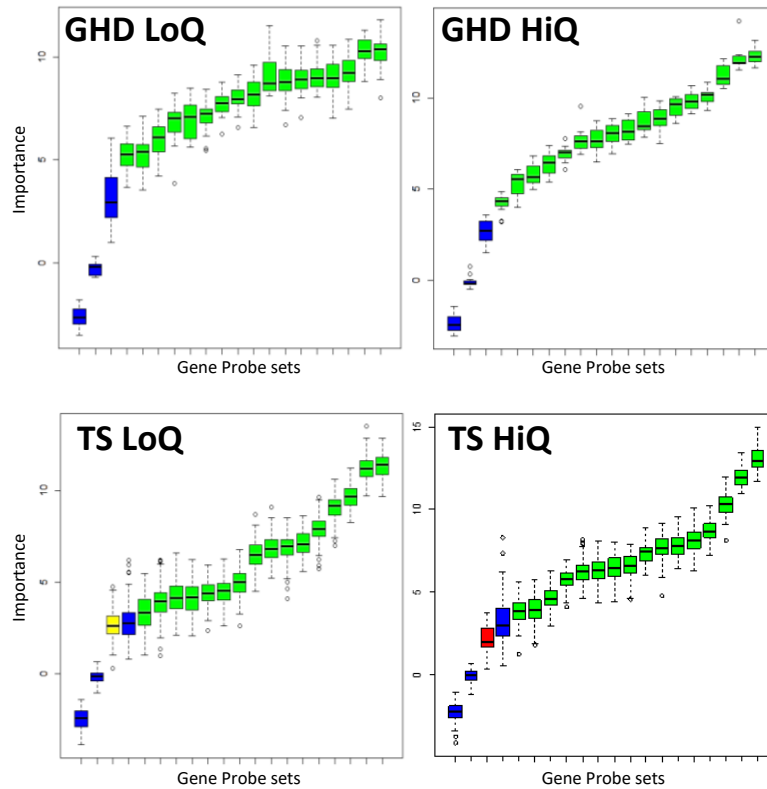 GHD LoQ
Importance
10
5
0
Gene Probe sets
GHD HiQ
10
5
0
Gene Probe sets
TS LoQ
Importance
10
5
0
Gene Probe sets
TS HiQ
15
10
5
0
Gene Probe sets